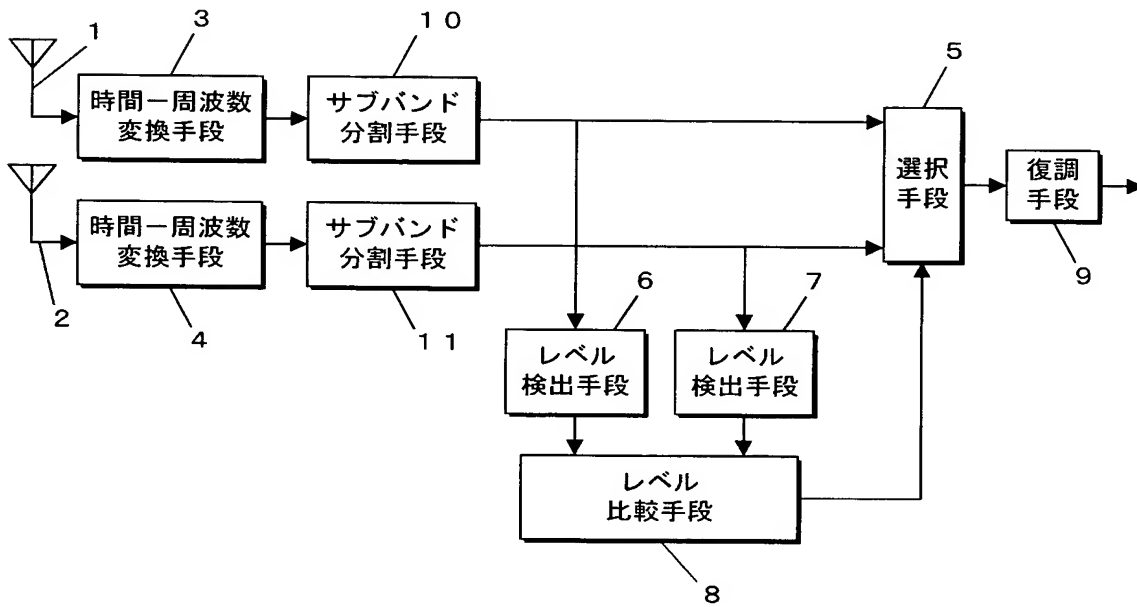 1
3
10
5
時間－周波数
変換手段
サブバンド
分割手段
選択
手段
復調
手段
時間－周波数
変換手段
サブバンド
分割手段
2
4
11
6
7
9
レベル
検出手段
レベル
検出手段
レベル
比較手段
8